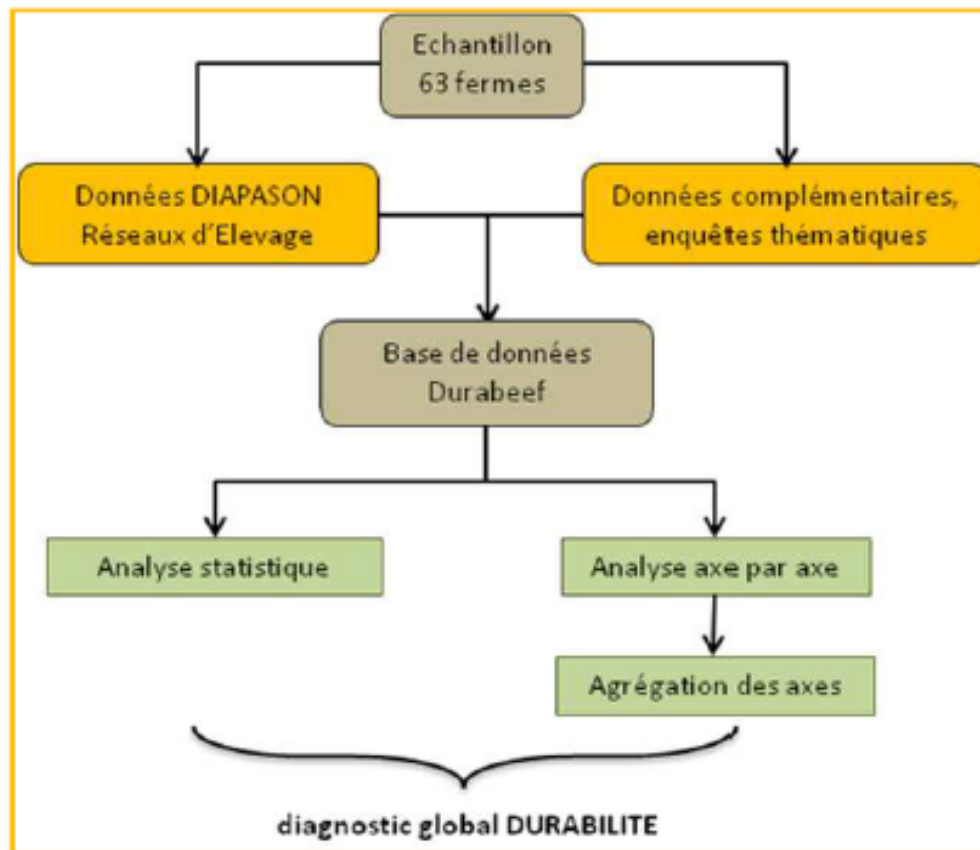 Echantillon
63 fermes
Données DIAPASON
Réseaux d'Elevage
Données complémentaires,
enquêtes thématiques
Base de données
Durabeef
Analyse statistique
Analyse axe par axe
Agrégation des axes
diagnostic global DURABILITE